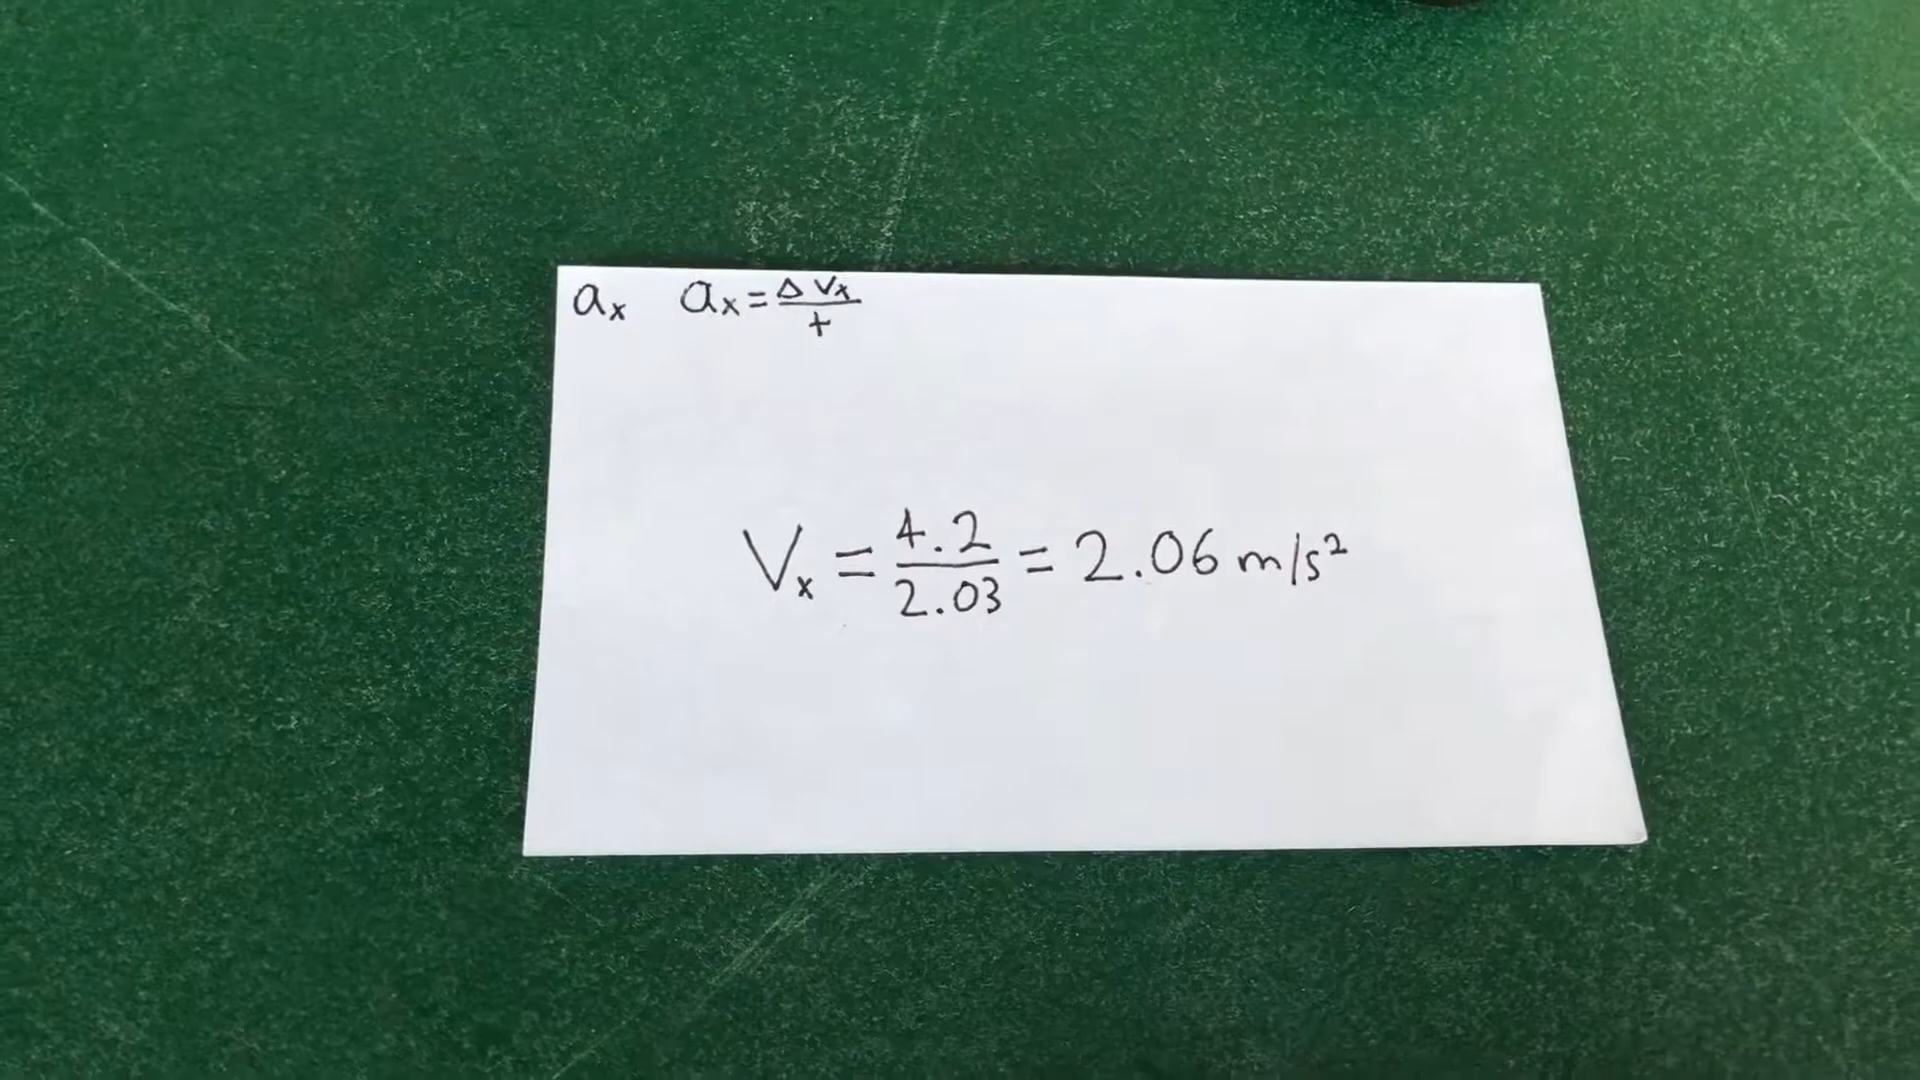 aₓ aₓ = Δvₓ/t
Vₓ = 4.2/2.03 = 2.06 m/s²